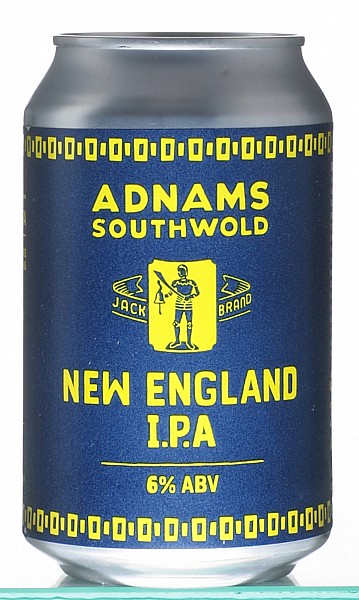 ADNAMS
SOUTHWOLD
JACK BRAND
NEW ENGLAND
I.P.A
6% ABV